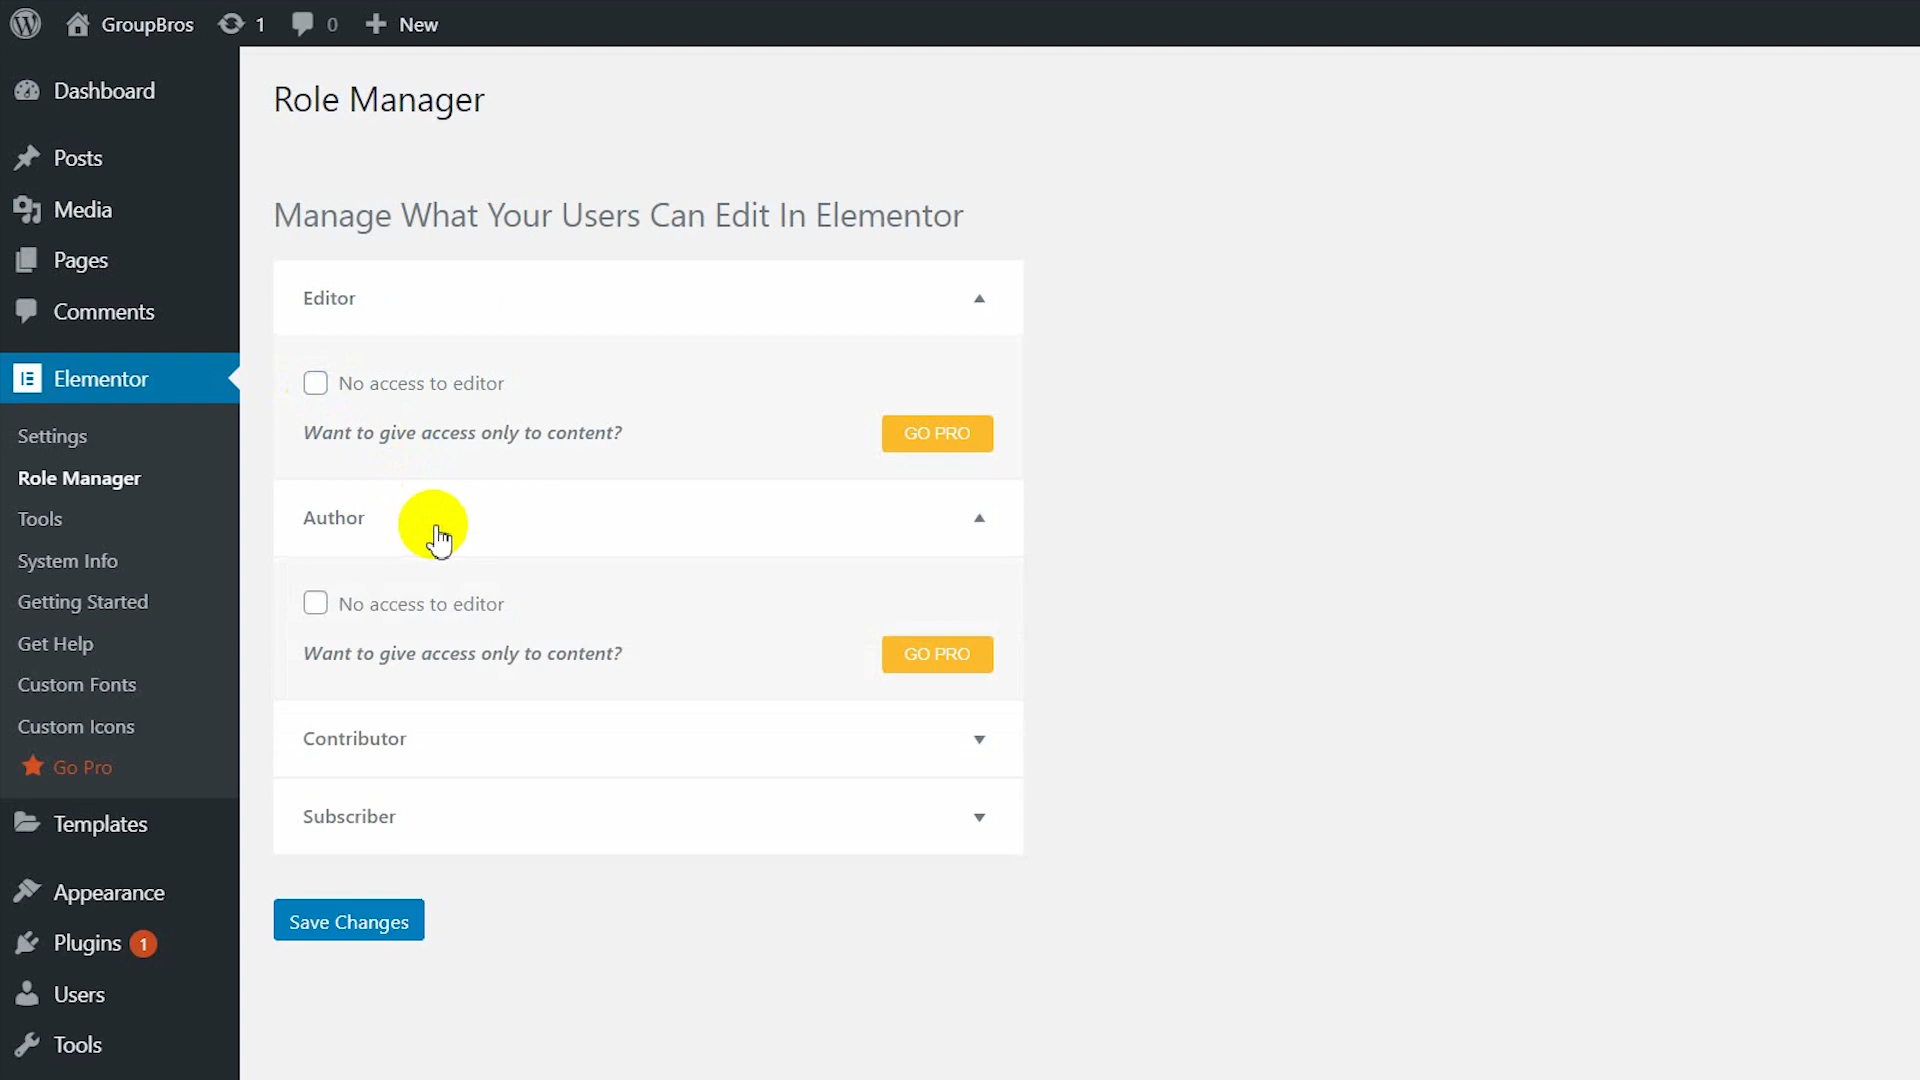 GroupBros 1 0 New
Dashboard
Posts
Media
Pages
Comments
Elementor
Settings
Role Manager
Tools
System Info
Getting Started
Get Help
Custom Fonts
Custom Icons
Go Pro
Templates
Appearance
Plugins 1
Users
Tools
Role Manager
Manage What Your Users Can Edit In Elementor
Editor
No access to editor
Want to give access only to content? GO PRO
Author
No access to editor
Want to give access only to content? GO PRO
Contributor
Subscriber
Save Changes